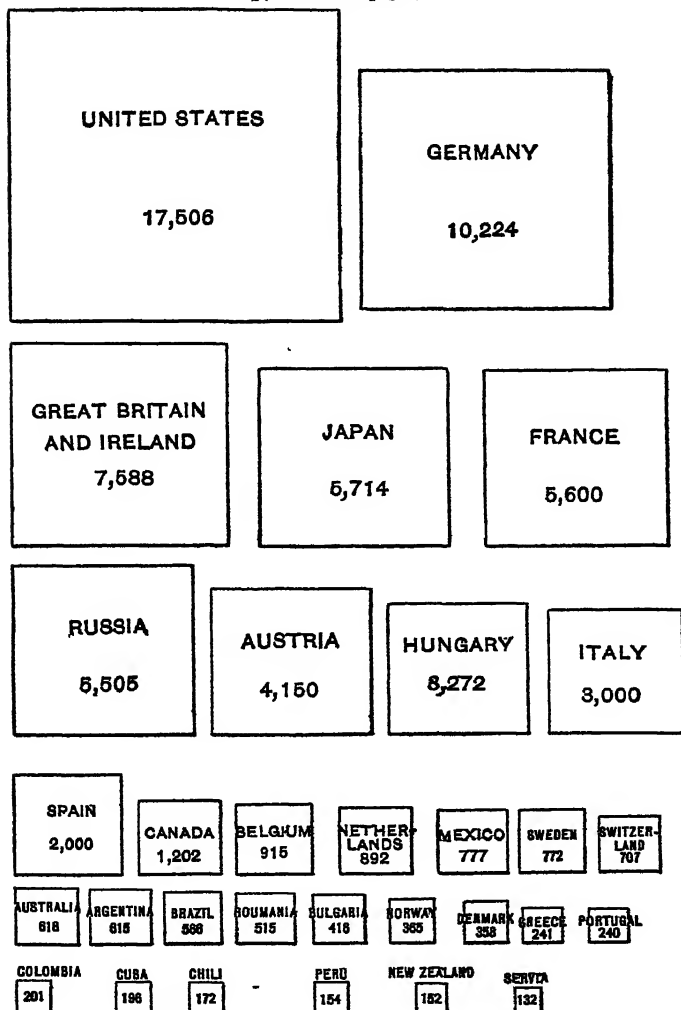 UNITED STATES
17,506
GERMANY
10,224
GREAT BRITAIN
AND IRELAND
7,588
JAPAN
5,714
FRANCE
5,600
RUSSIA
5,505
AUSTRIA
4,150
HUNGARY
3,272
ITALY
3,000
SPAIN
2,000
CANADA
1,202
BELGIUM
915
NETHER-
LANDS
892
MEXICO
777
SWEDEN
772
SWITZER-
LAND
707
AUSTRALIA
618
ARGENTINA
615
BRAZIL
586
ROUMANIA
515
BULGARIA
416
NORWAY
365
DENMARK
358
GREECE
241
PORTUGAL
240
COLOMBIA
201
CUBA
196
CHILI
172
PERU
154
NEW ZEALAND
152
SERVIA
132